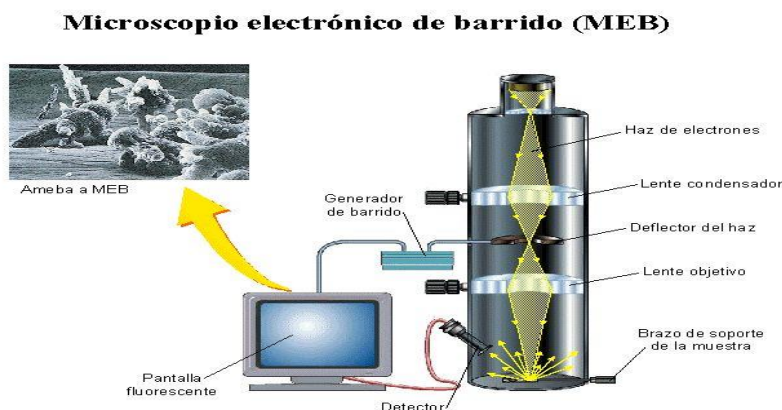 Microscopio electrónico de barrido (MEB)
Haz de electrones
Ameba a MEB
Lente condensador
Generador
de barrido
Deflector del haz
Lente objetivo
Brazo de soporte
de la muestra
Pantalla
fluorescente
Detector